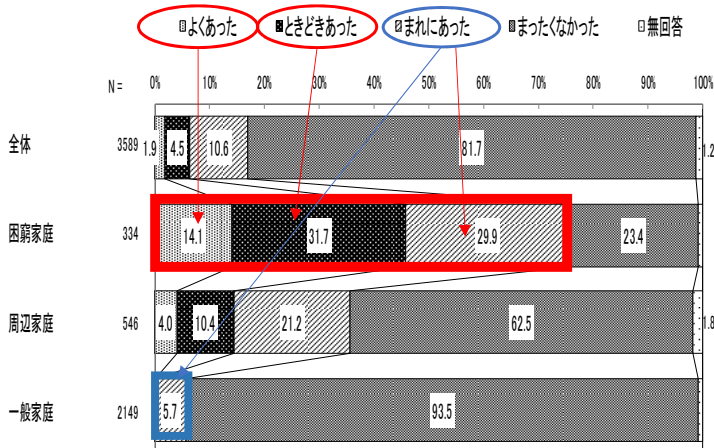 よくあった ときどきあった まれにあった まったくなかった 無回答
N = 0% 10% 20% 30% 40% 50% 60% 70% 80% 90% 100%
全体 3589 1.9 4.5 10.6 81.7 1.2
困窮家庭 334 14.1 31.7 29.9 23.4
周辺家庭 546 4.0 10.4 21.2 62.5 1.8
一般家庭 2149 5.7 93.5